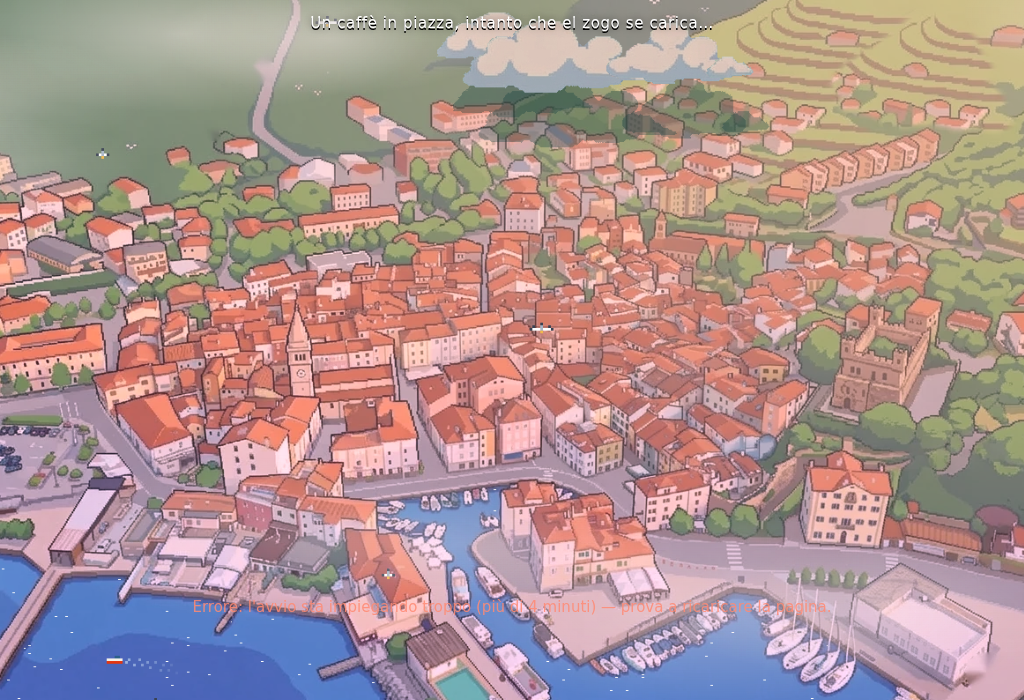 Un caffè in piazza, intanto che el zogo se carica...
Errore: l'avvio sta impiegando troppo (più di 4 minuti) — prova a ricaricare la pagina.